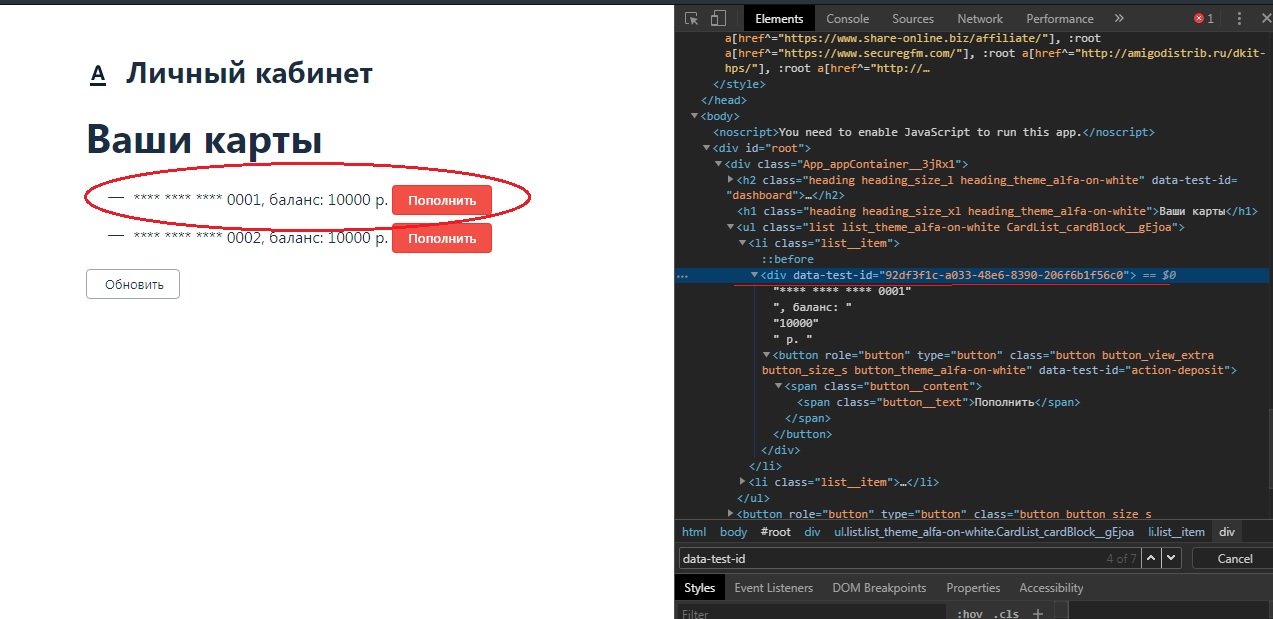 A Личный кабинет
Ваши карты
— **** **** **** 0001, баланс: 10000 р. Пополнить
— **** **** **** 0002, баланс: 10000 р. Пополнить
Обновить
Elements Console Sources Network Performance » 1
a[href^="https://www.share-online.biz/affiliate/"], :root
a[href^="https://www.securegfm.com/"], :root a[href^="http://amigodistrib.ru/dkit-
hps/"], :root a[href^="http://…
</style>
</head>
<body>
<noscript>You need to enable JavaScript to run this app.</noscript>
<div id="root">
<div class="App_appContainer__3jRx1">
<h2 class="heading heading_size_l heading_theme_alfa-on-white" data-test-id=
"dashboard">…</h2>
<h1 class="heading heading_size_xl heading_theme_alfa-on-white">Ваши карты</h1>
<ul class="list list_theme_alfa-on-white CardList_cardBlock__gEjoa">
<li class="list__item">
::before
<div data-test-id="92df3f1c-a033-48e6-8390-206f6b1f56c0"> == $0
"**** **** **** 0001"
", баланс: "
"10000"
" р. "
<button role="button" type="button" class="button button_view_extra
button_size_s button_theme_alfa-on-white" data-test-id="action-deposit">
<span class="button__content">
<span class="button__text">Пополнить</span>
</span>
</button>
</div>
</li>
<li class="list__item">…</li>
</ul>
<button role="button" type="button" class="button button_size_s
html body #root div ul.list.list_theme_alfa-on-white.CardList_cardBlock__gEjoa li.list__item div
data-test-id 4 of 7 Cancel
Styles Event Listeners DOM Breakpoints Properties Accessibility
Filter :hov .cls +